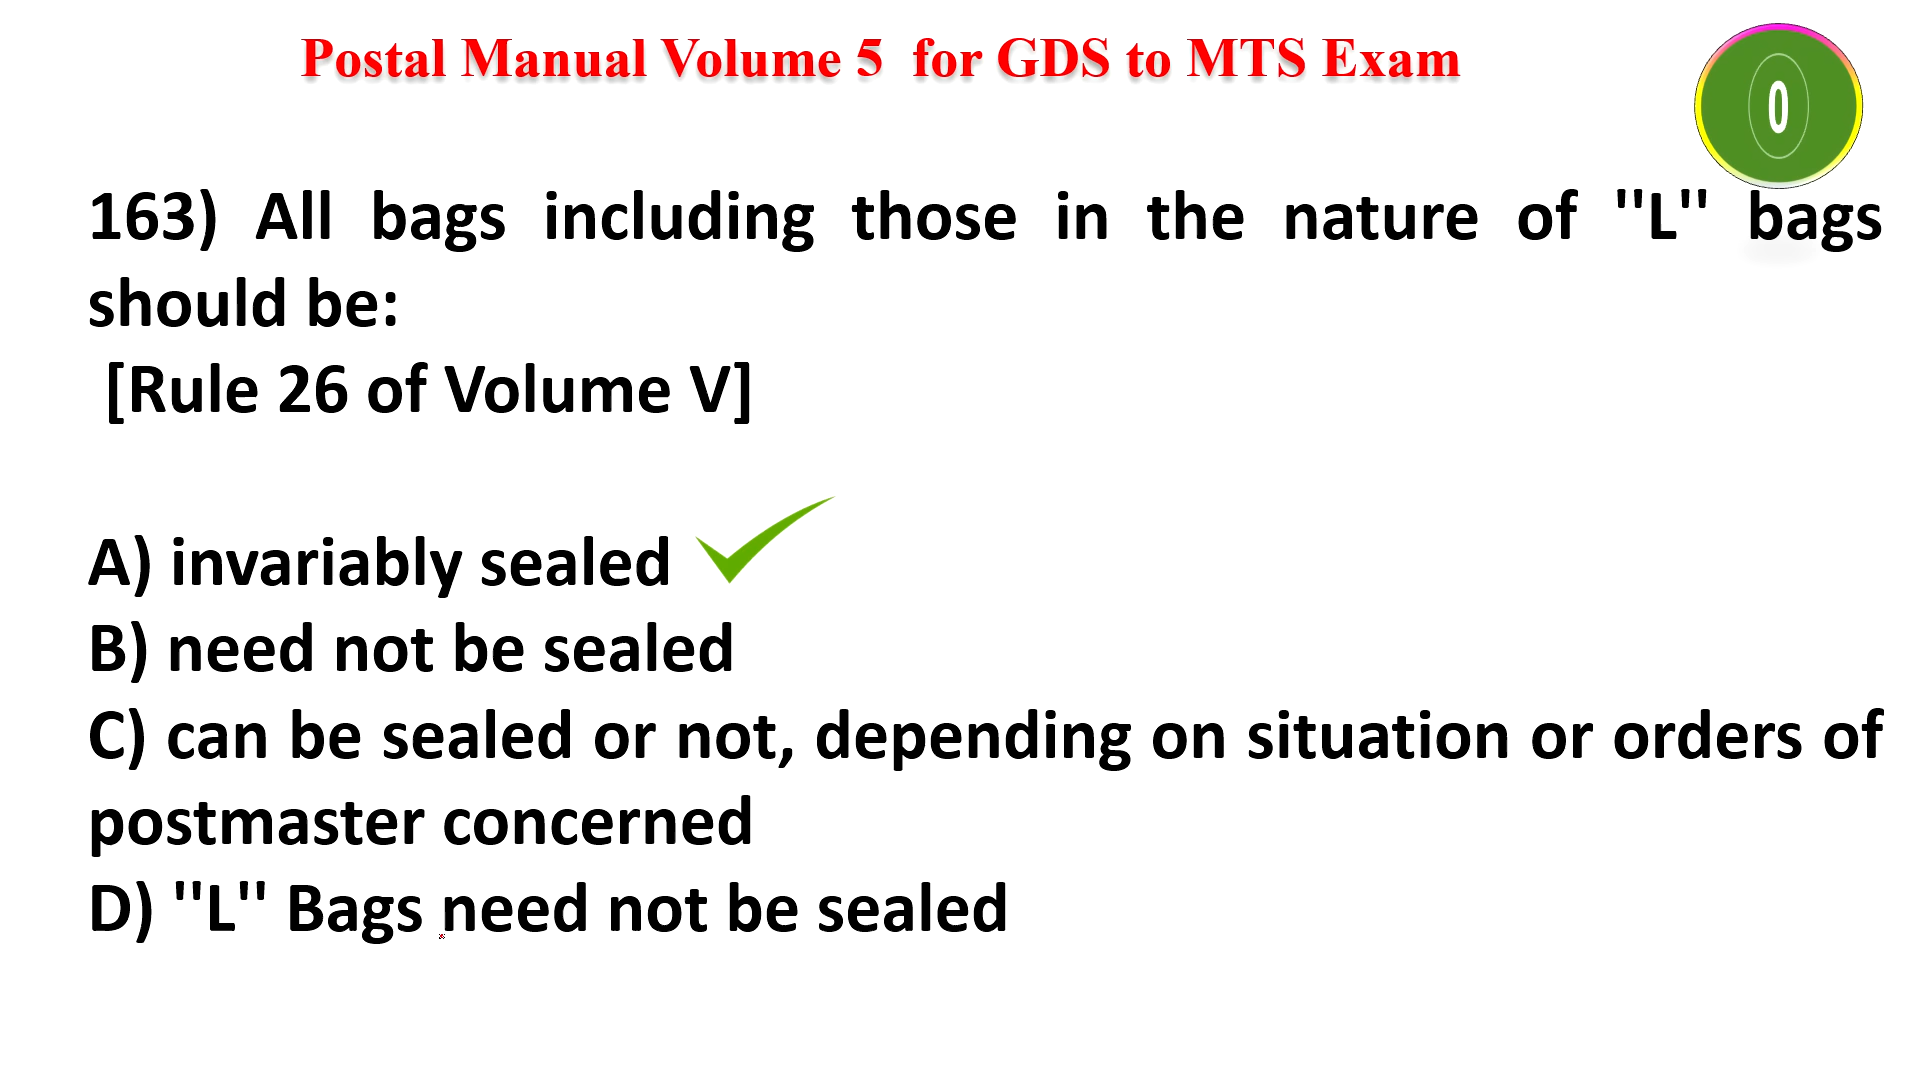 Postal Manual Volume 5 for GDS to MTS Exam
0
163) All bags including those in the nature of "L" bags
should be:
[Rule 26 of Volume V]
A) invariably sealed
B) need not be sealed
C) can be sealed or not, depending on situation or orders of
postmaster concerned
D) "L" Bags need not be sealed